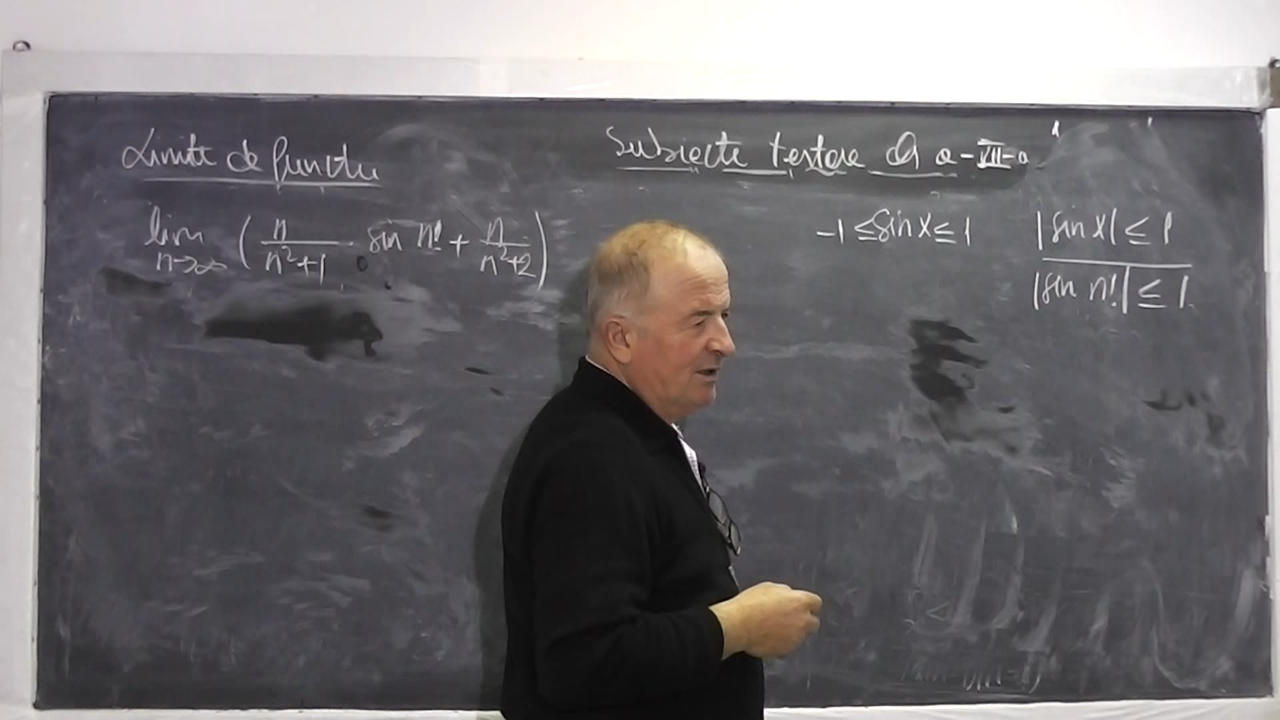 Limite de funcții
Subiecte testare cls a-VII-a
lim n→∞ ( n/(n²+1) · sin n! + n/(n²+2) )
-1 ≤ sin x ≤ 1
|sin x| ≤ 1
|sin n!| ≤ 1